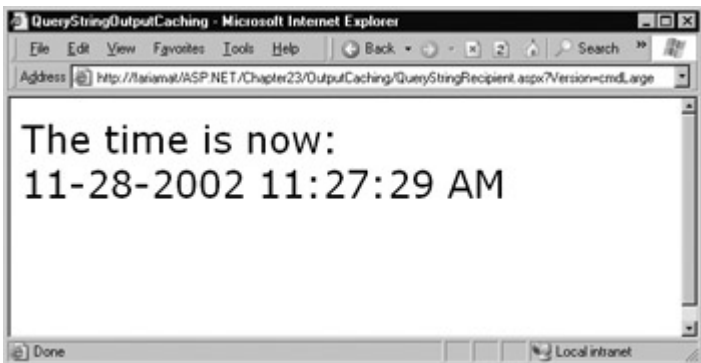 QueryStringOutputCaching - Microsoft Internet Explorer
File Edit View Favorites Tools Help Back Search »
Address http://fariamat/ASP.NET/Chapter23/OutputCaching/QueryStringRecipient.aspx?Version=cmdLarge
The time is now:
11-28-2002 11:27:29 AM
Done Local intranet